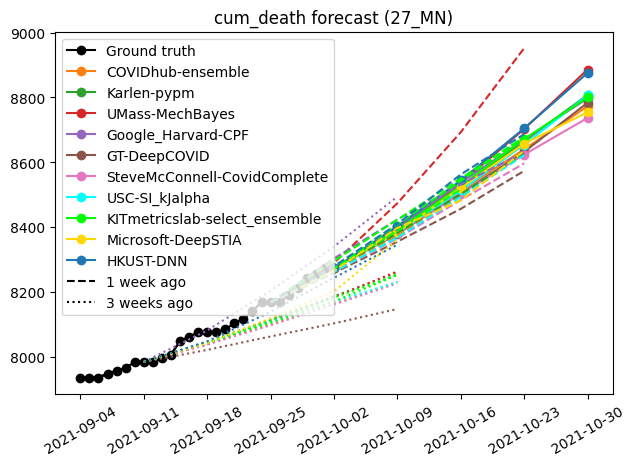 cum_death forecast (27_MN)
9000
8800
8600
8400
8200
8000
Ground truth
COVIDhub-ensemble
Karlen-pypm
UMass-MechBayes
Google_Harvard-CPF
GT-DeepCOVID
SteveMcConnell-CovidComplete
USC-SI_kJalpha
KITmetricslab-select_ensemble
Microsoft-DeepSTIA
HKUST-DNN
1 week ago
3 weeks ago
2021-09-04
2021-09-11
2021-09-18
2021-09-25
2021-10-02
2021-10-09
2021-10-16
2021-10-23
2021-10-30